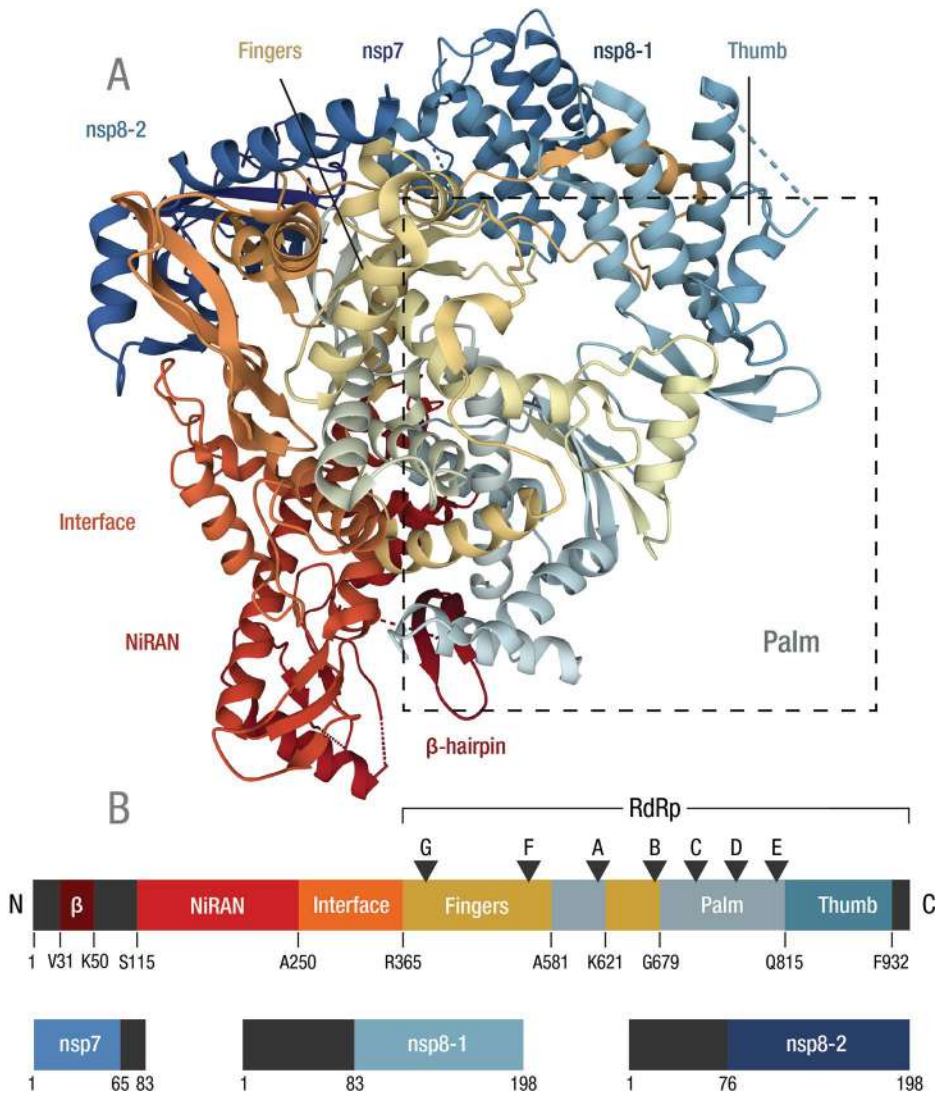 A
Fingers
nsp7
nsp8-1
Thumb
nsp8-2
Interface
NiRAN
Palm
β-hairpin
B
RdRp
G F A B C D E
N β NiRAN Interface Fingers Palm Thumb C
1 V31 K50 S115 A250 R365 A581 K621 G679 Q815 F932
nsp7 nsp8-1 nsp8-2
1 65 83 1 83 198 1 76 198